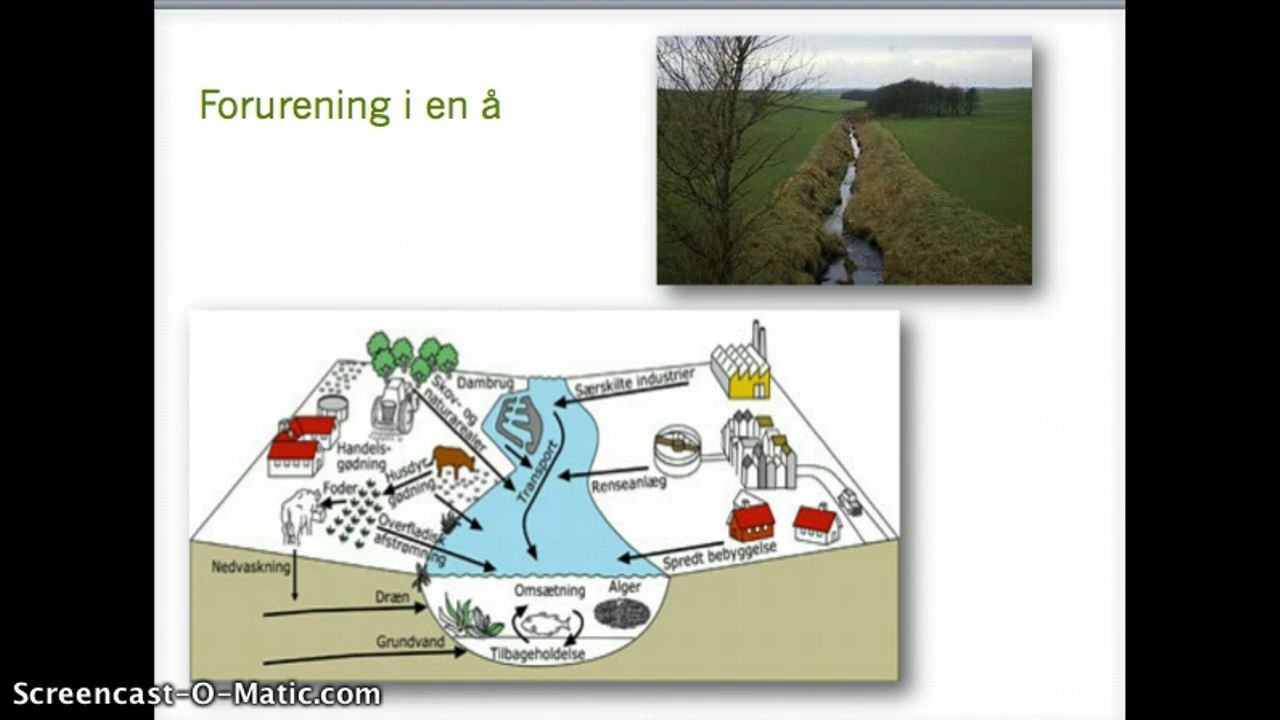 Forurening i en å
Dambrug
Særskilte industrier
Skov- og
naturarealer
Transport
Handels-
gødning
Husdyr-
gødning
Foder
Renseanlæg
Overflade-
afstrømning
Spredt bebyggelse
Nedvaskning
Dræn
Grundvand
Omsætning
Alger
Tilbageholdelse
Screencast-O-Matic.com